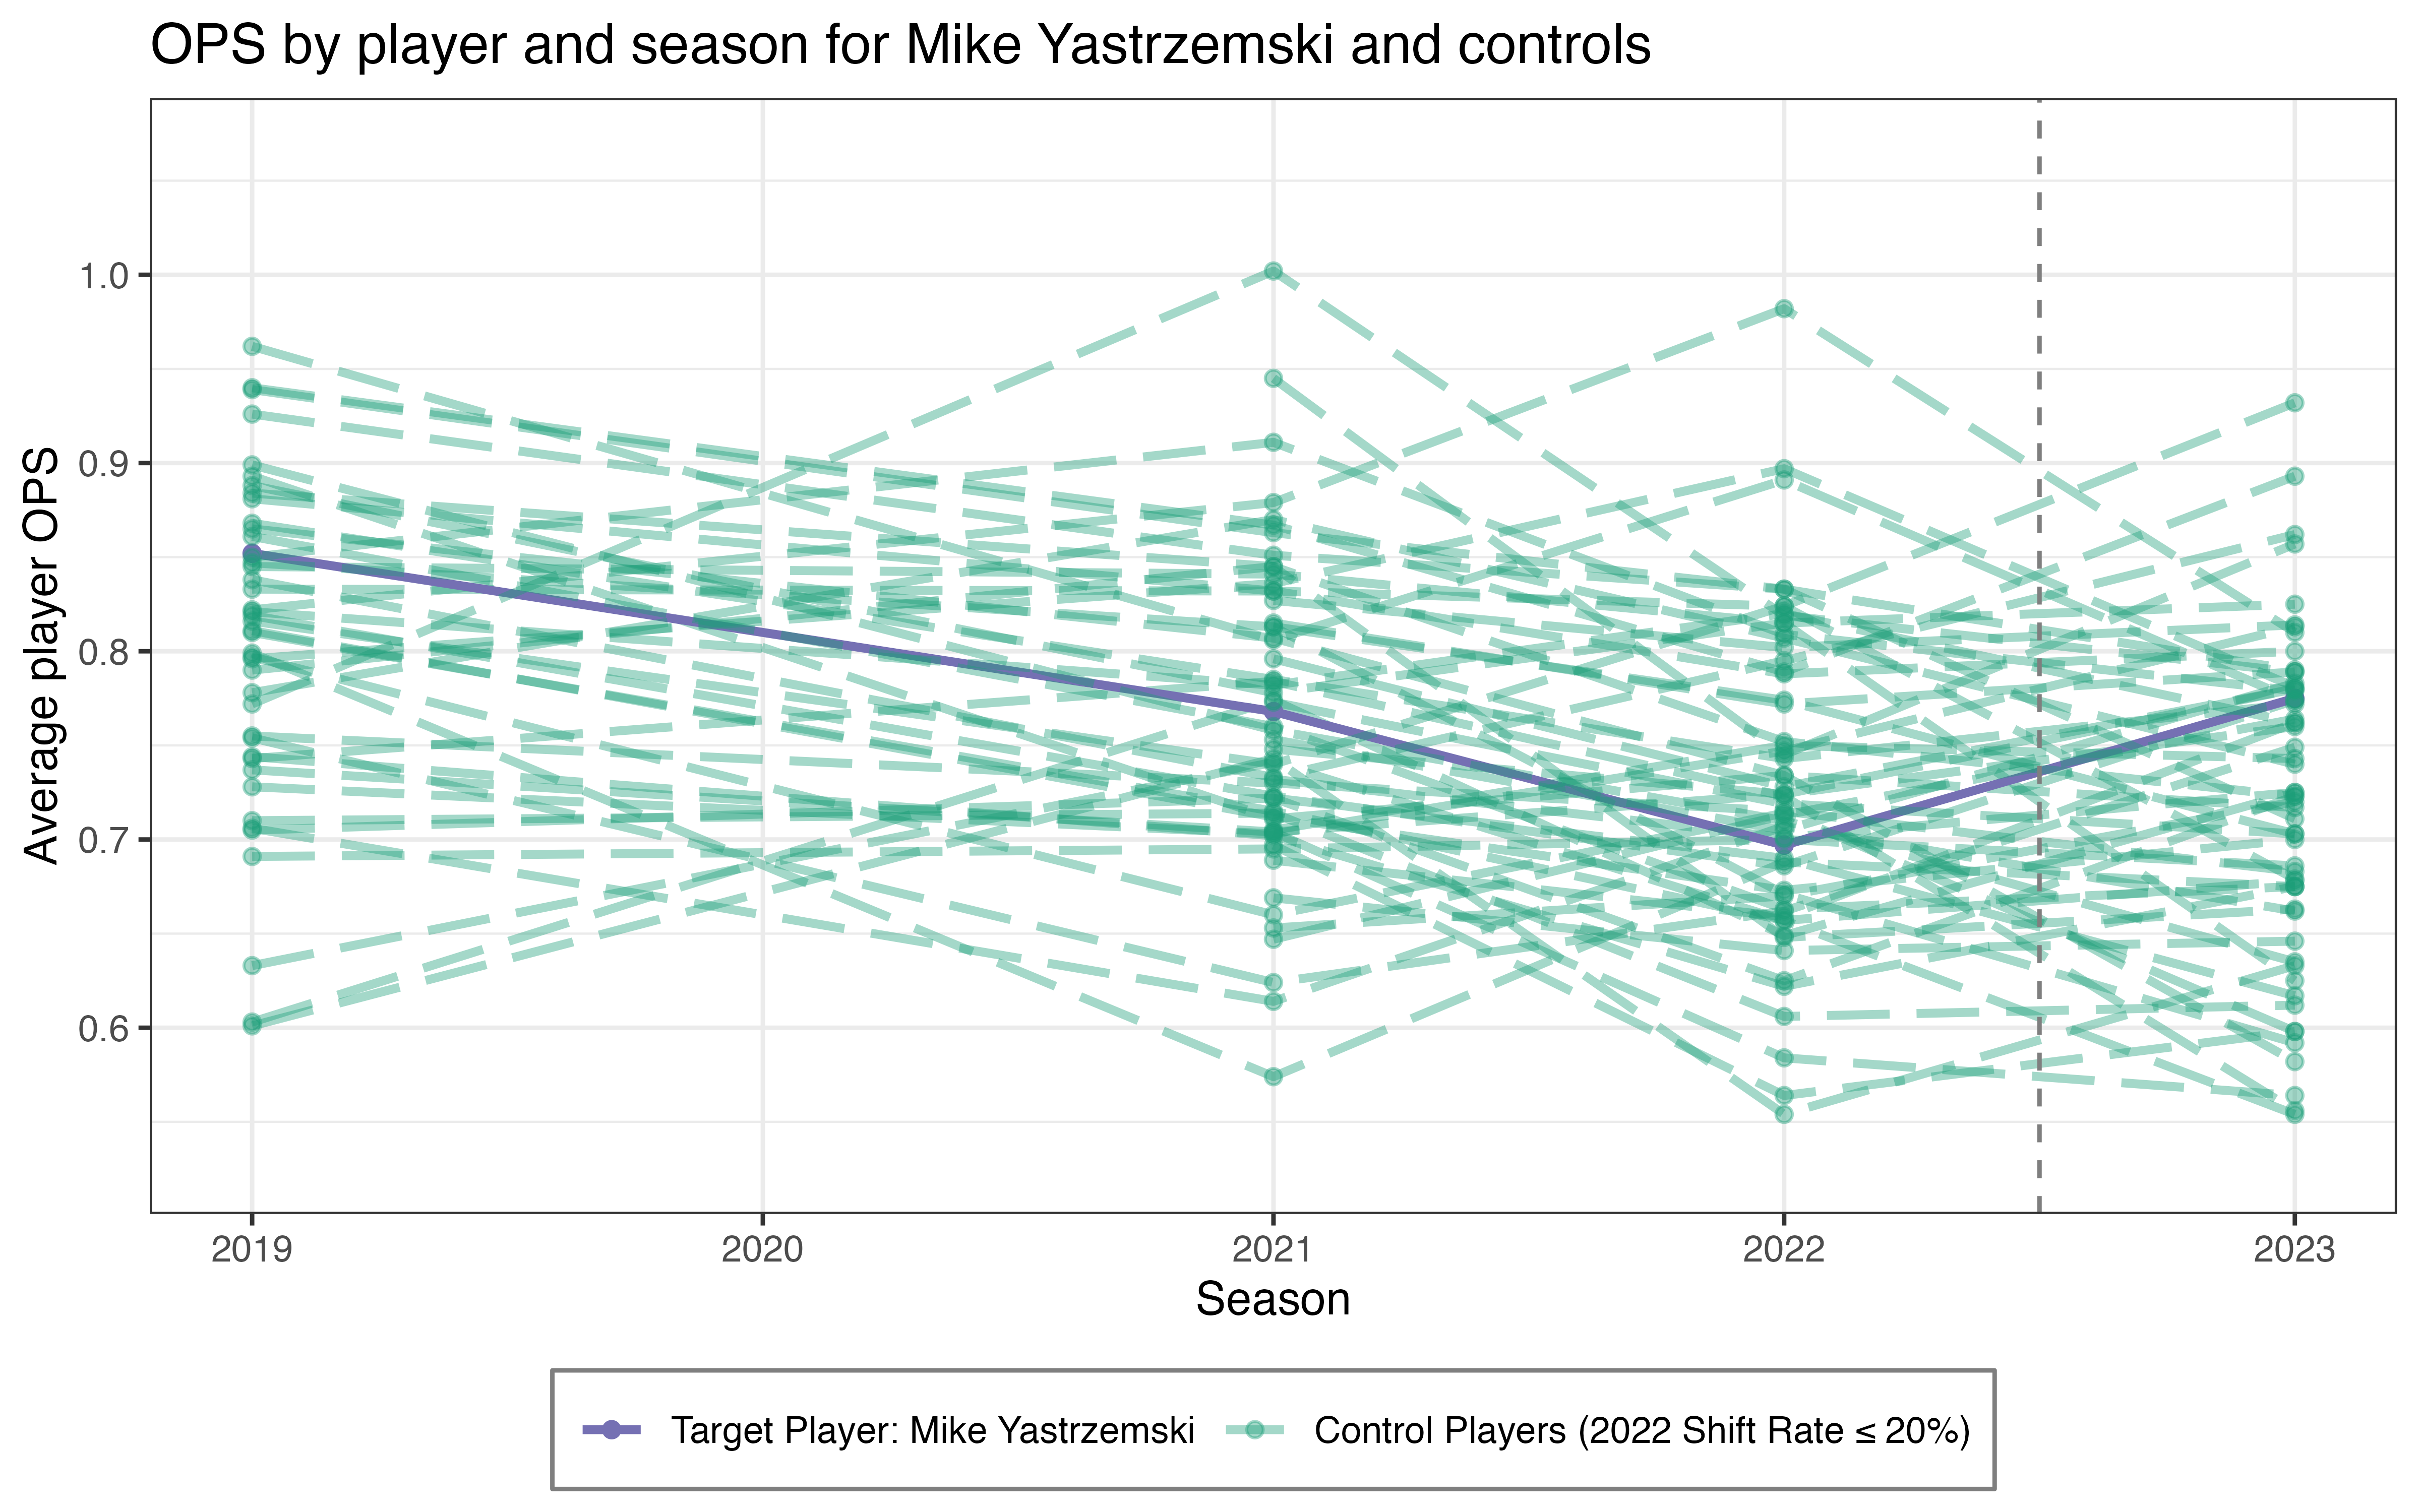 OPS by player and season for Mike Yastrzemski and controls
Average player OPS
1.0
0.9
0.8
0.7
0.6
2019 2020 2021 2022 2023
Season
Target Player: Mike Yastrzemski Control Players (2022 Shift Rate ≤ 20%)